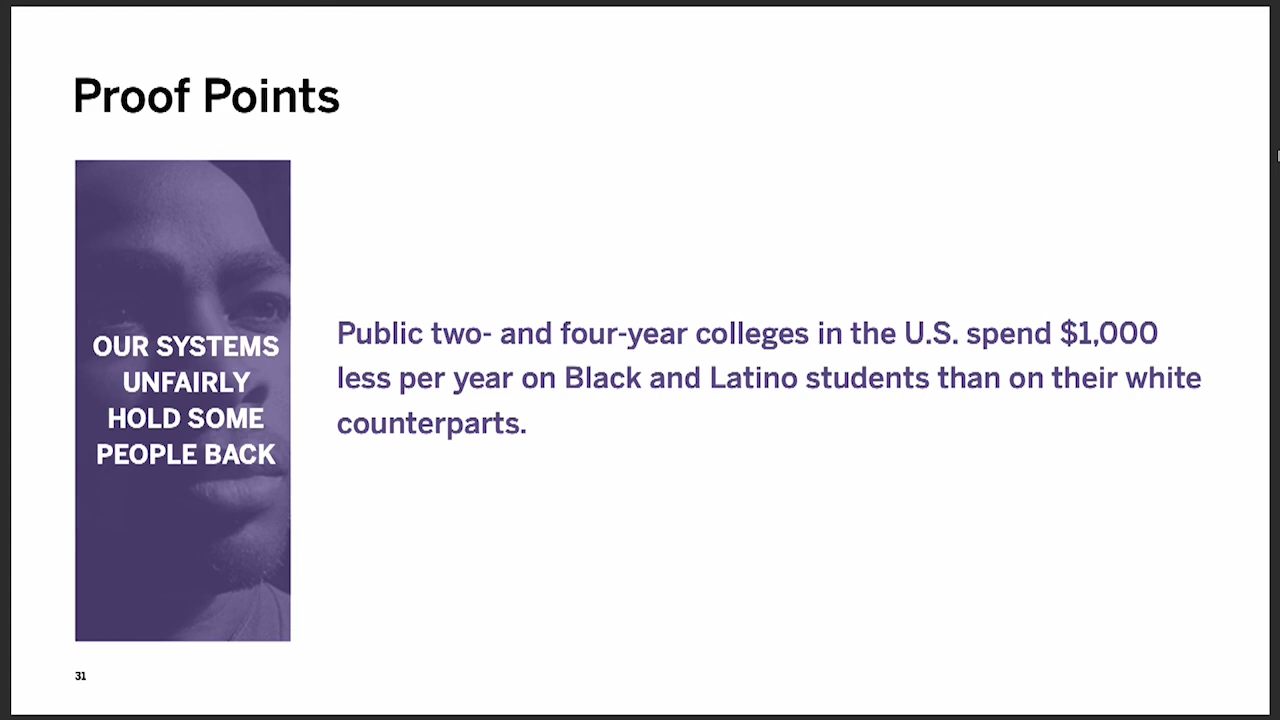 Proof Points
OUR SYSTEMS
UNFAIRLY
HOLD SOME
PEOPLE BACK
Public two- and four-year colleges in the U.S. spend $1,000
less per year on Black and Latino students than on their white
counterparts.
31